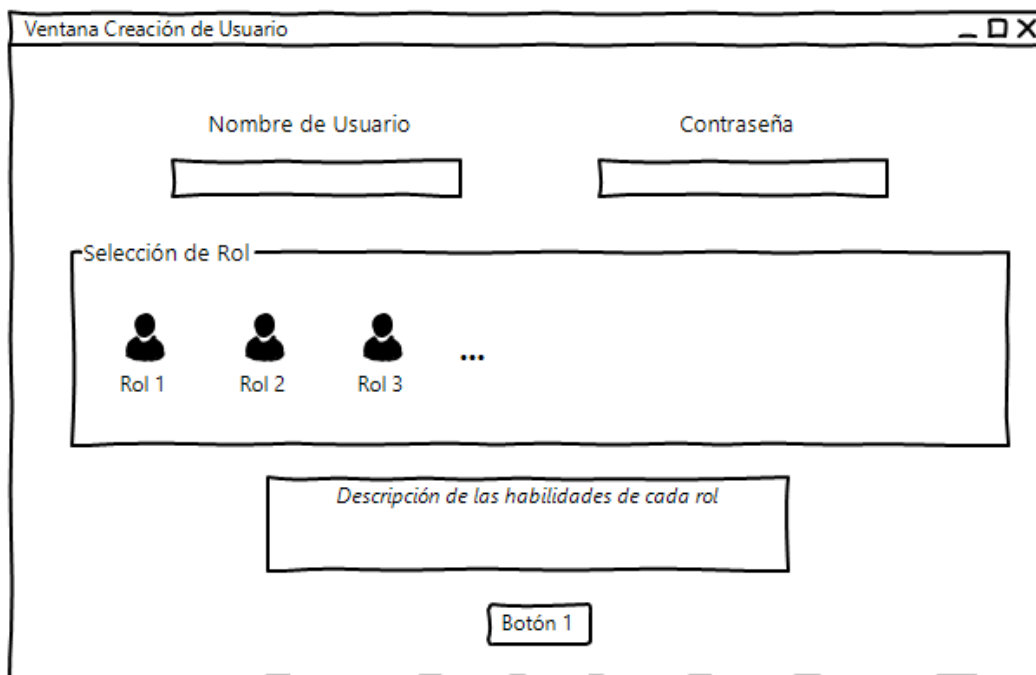 Ventana Creación de Usuario
Nombre de Usuario
Contraseña
Selección de Rol
Rol 1
Rol 2
Rol 3
...
Descripción de las habilidades de cada rol
Botón 1